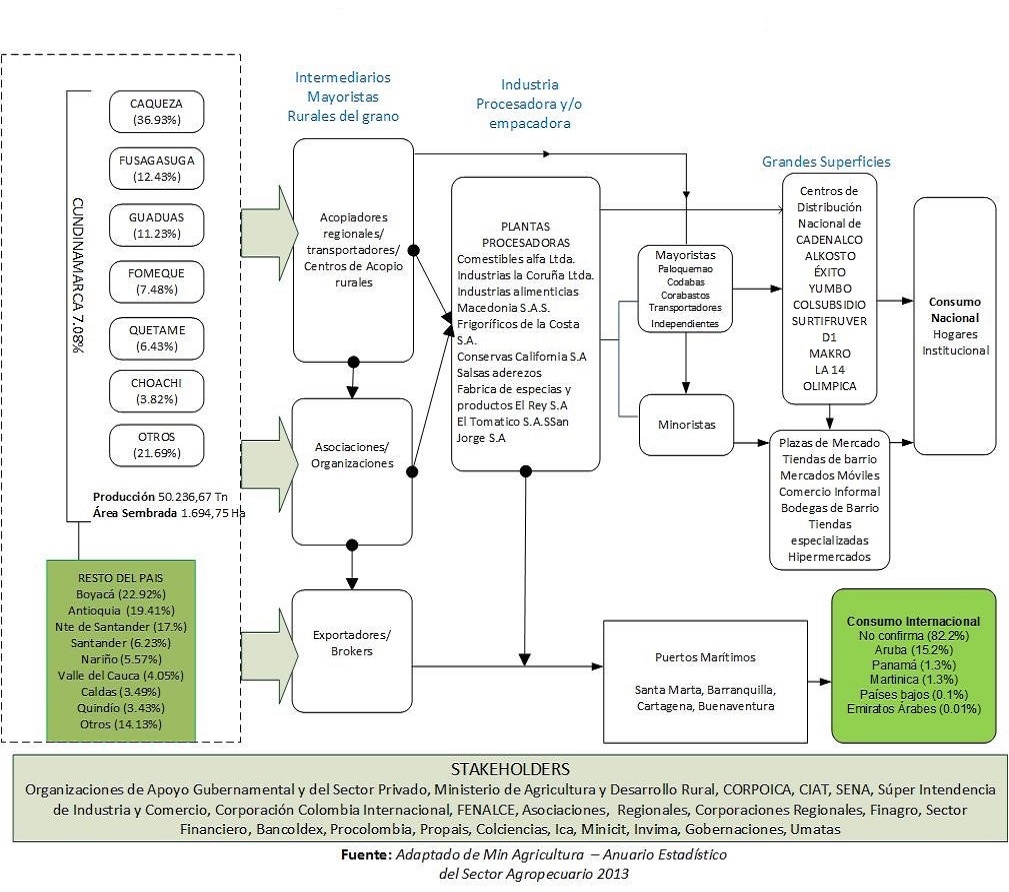 Intermediarios
Mayoristas
Rurales del grano
Industria
Procesadora y/o
empacadora
Grandes Superficies
CUNDINAMARCA 7.08%
CAQUEZA
(36.93%)
FUSAGASUGA
(12.43%)
GUADUAS
(11.23%)
FOMEQUE
(7.48%)
QUETAME
(6.43%)
CHOACHI
(3.82%)
OTROS
(21.69%)
Producción 50.236,67 Tn
Área Sembrada 1.694,75 Ha
RESTO DEL PAIS
Boyacá (22.92%)
Antioquia (19.41%)
Nte de Santander (17.%)
Santander (6.23%)
Nariño (5.57%)
Valle del Cauca (4.05%)
Caldas (3.49%)
Quindío (3.43%)
Otros (14.13%)
Acopiadores
regionales/
transportadores/
Centros de Acopio
rurales
Asociaciones/
Organizaciones
Exportadores/
Brokers
PLANTAS
PROCESADORAS
Comestibles alfa Ltda.
Industrias la Coruña Ltda.
Industrias alimenticias
Macedonia S.A.S.
Frigoríficos de la Costa
S.A.
Conservas California S.A
Salsas aderezos
Fabrica de especias y
productos El Rey S.A
El Tomatico S.A.SSan
Jorge S.A
Mayoristas
Paloquemao
Codabas
Corabastos
Transportadores
Independientes
Minoristas
Centros de
Distribución
Nacional de
CADENALCO
ALKOSTO
ÉXITO
YUMBO
COLSUBSIDIO
SURTIFRUVER
D1
MAKRO
LA 14
OLIMPICA
Plazas de Mercado
Tiendas de barrio
Mercados Móviles
Comercio Informal
Bodegas de Barrio
Tiendas
especializadas
Hipermercados
Consumo
Nacional
Hogares
Institucional
Puertos Marítimos
Santa Marta, Barranquilla,
Cartagena, Buenaventura
Consumo Internacional
No confirma (82.2%)
Aruba (15.2%)
Panamá (1.3%)
Martinica (1.3%)
Países bajos (0.1%)
Emiratos Árabes (0.01%)
STAKEHOLDERS
Organizaciones de Apoyo Gubernamental y del Sector Privado, Ministerio de Agricultura y Desarrollo Rural, CORPOICA, CIAT, SENA, Súper Intendencia
de Industria y Comercio, Corporación Colombia Internacional, FENALCE, Asociaciones, Regionales, Corporaciones Regionales, Finagro, Sector
Financiero, Bancoldex, Procolombia, Propais, Colciencias, Ica, Minicit, Invima, Gobernaciones, Umatas
Fuente: Adaptado de Min Agricultura – Anuario Estadístico
del Sector Agropecuario 2013